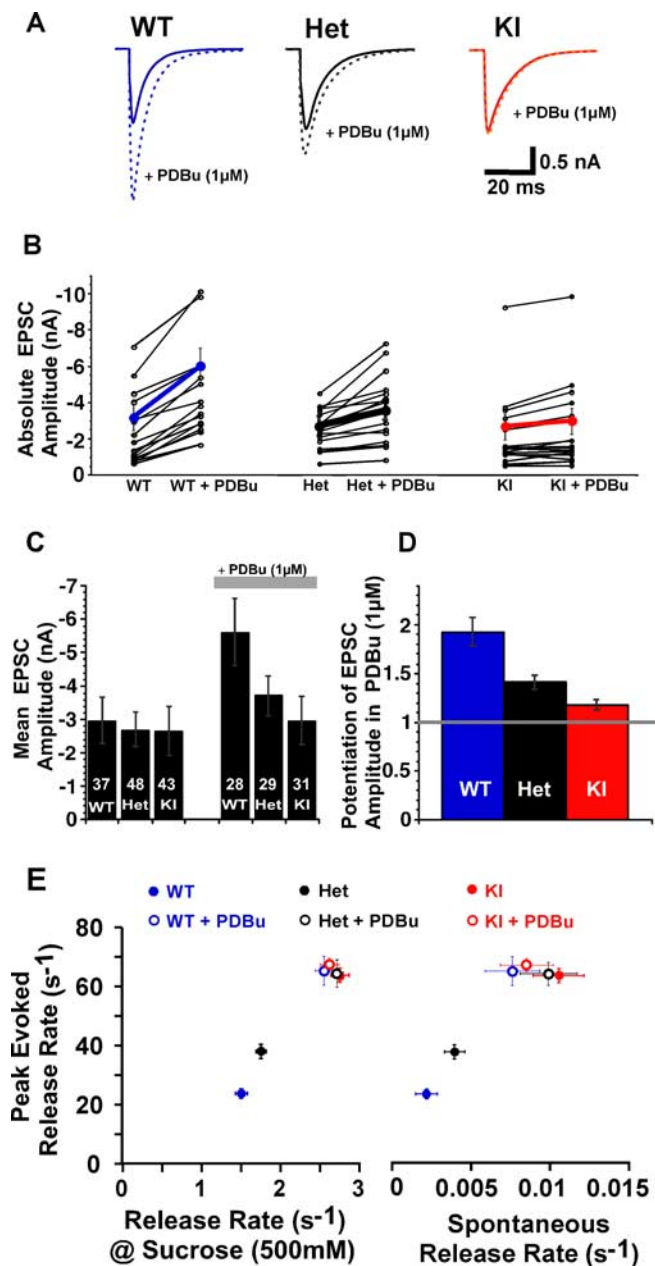 A
WT
Het
KI
+ PDBu (1µM)
+ PDBu (1µM)
+ PDBu (1µM)
0.5 nA
20 ms
B
Absolute EPSC
Amplitude (nA)
-10
-8
-6
-4
-2
0
WT
WT + PDBu
Het
Het + PDBu
KI
KI + PDBu
C
Mean EPSC
Amplitude (nA)
-7
-6
-5
-4
-3
-2
-1
0
+ PDBu (1µM)
37
48
43
28
29
31
WT
Het
KI
WT
Het
KI
D
Potentiation of EPSC
Amplitude in PDBu (1µM)
2
1.5
1
0.5
0
WT
Het
KI
E
WT
Het
KI
WT + PDBu
Het + PDBu
KI + PDBu
Peak Evoked
Release Rate (s-1)
80
60
40
20
0
0
1
2
3
0
0.005
0.01
0.015
Release Rate (s-1)
@ Sucrose (500mM)
Spontaneous
Release Rate (s-1)